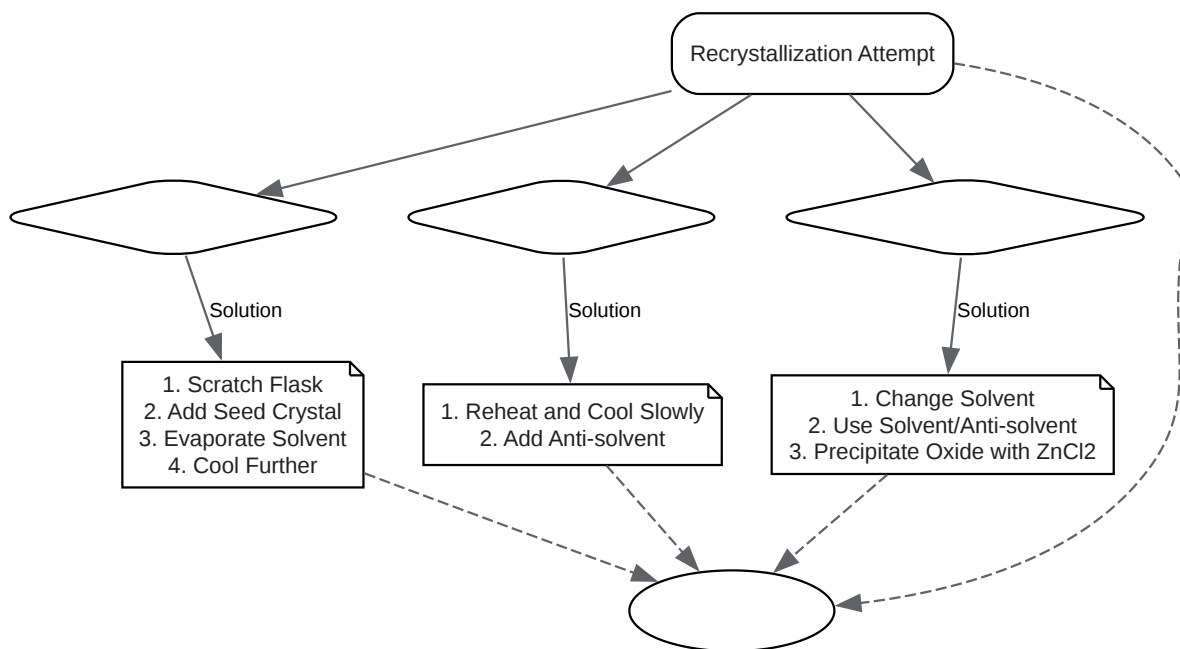 Recrystallization Attempt
Solution
Solution
Solution
1. Scratch Flask
2. Add Seed Crystal
3. Evaporate Solvent
4. Cool Further
1. Reheat and Cool Slowly
2. Add Anti-solvent
1. Change Solvent
2. Use Solvent/Anti-solvent
3. Precipitate Oxide with ZnCl2